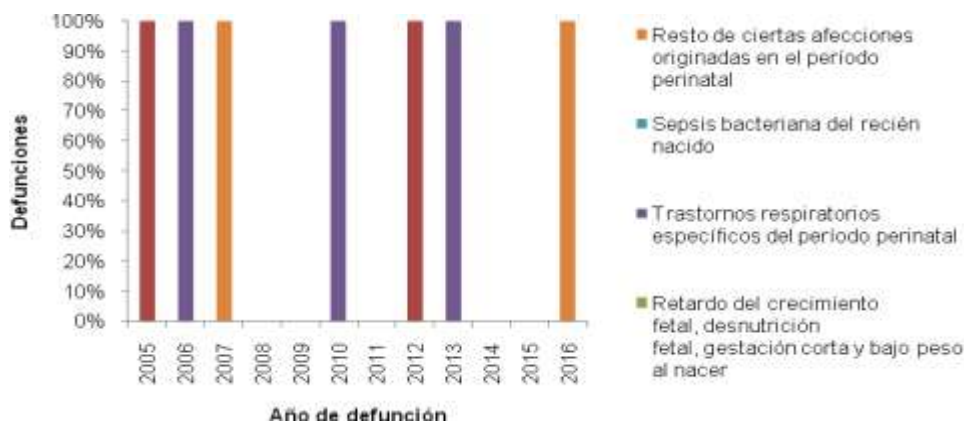 100%
90%
80%
70%
60%
50%
40%
30%
20%
10%
0%
Defunciones
2005
2006
2007
2008
2009
2010
2011
2012
2013
2014
2015
2016
Año de defunción
Resto de ciertas afecciones
originadas en el período
perinatal
Sepsis bacteriana del recién
nacido
Trastornos respiratorios
específicos del período perinatal
Retardo del crecimiento
fetal, desnutrición
fetal, gestación corta y bajo peso
al nacer